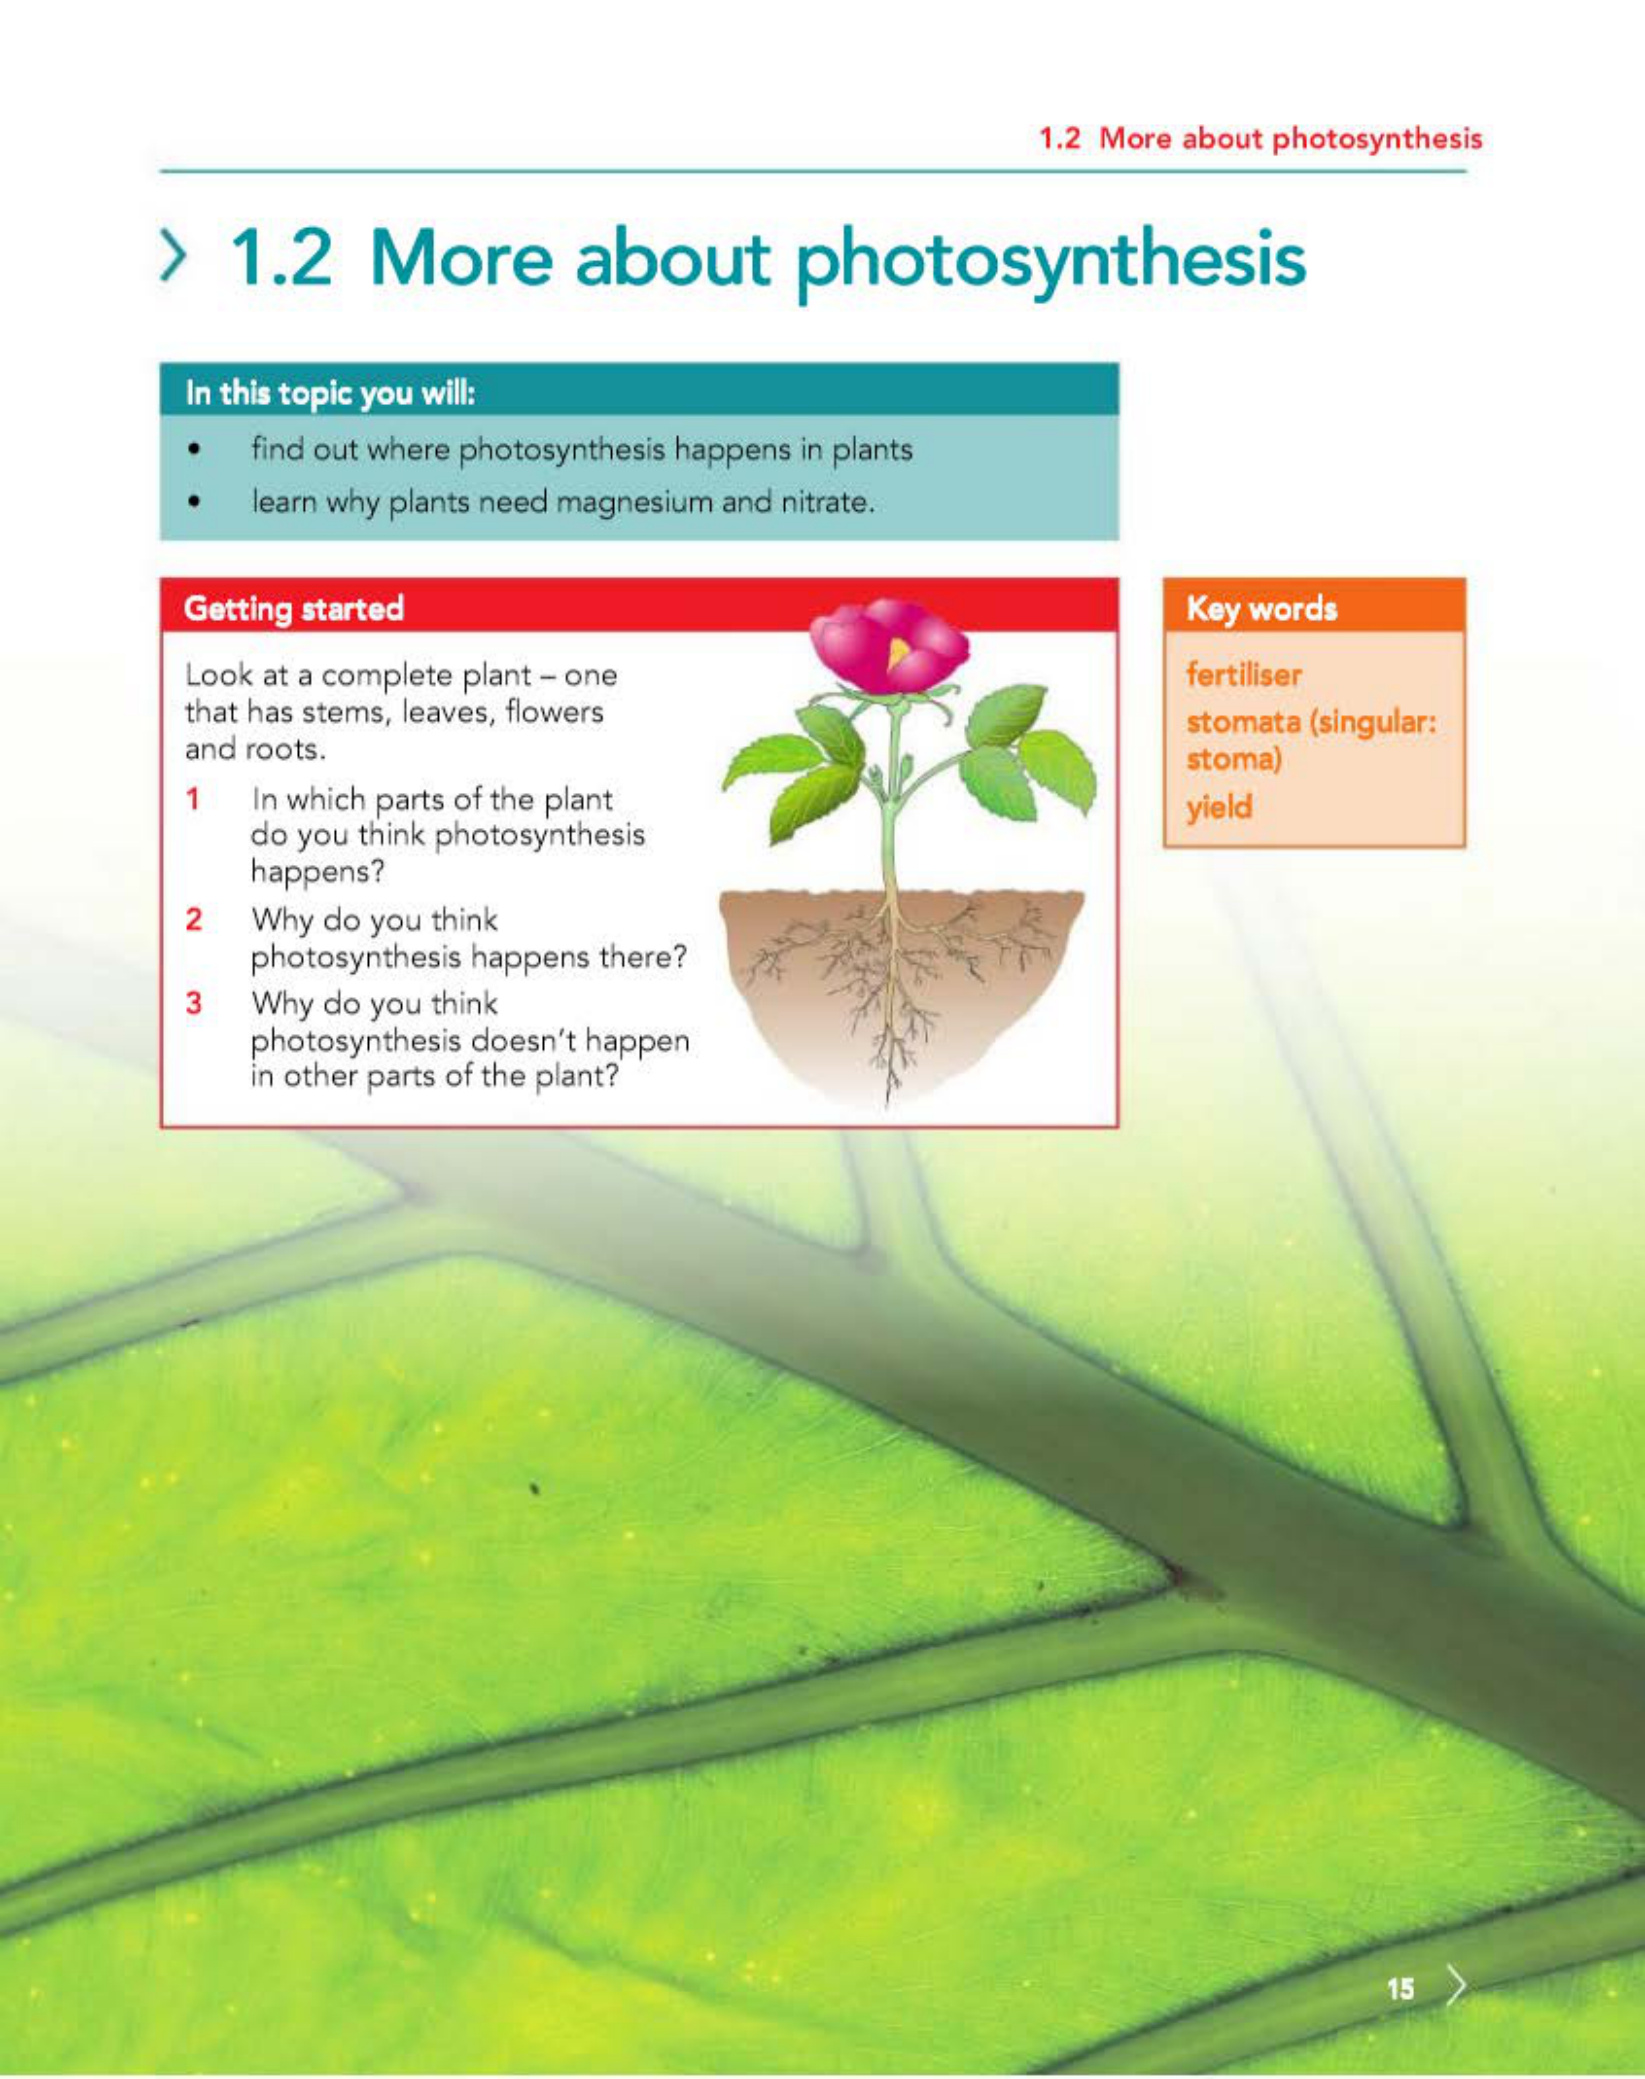 1.2 More about photosynthesis
> 1.2 More about photosynthesis
In this topic you will:
• find out where photosynthesis happens in plants
• learn why plants need magnesium and nitrate.
Getting started
Look at a complete plant – one
that has stems, leaves, flowers
and roots.
1 In which parts of the plant
do you think photosynthesis
happens?
2 Why do you think
photosynthesis happens there?
3 Why do you think
photosynthesis doesn't happen
in other parts of the plant?
Key words
fertiliser
stomata (singular:
stoma)
yield
15 >